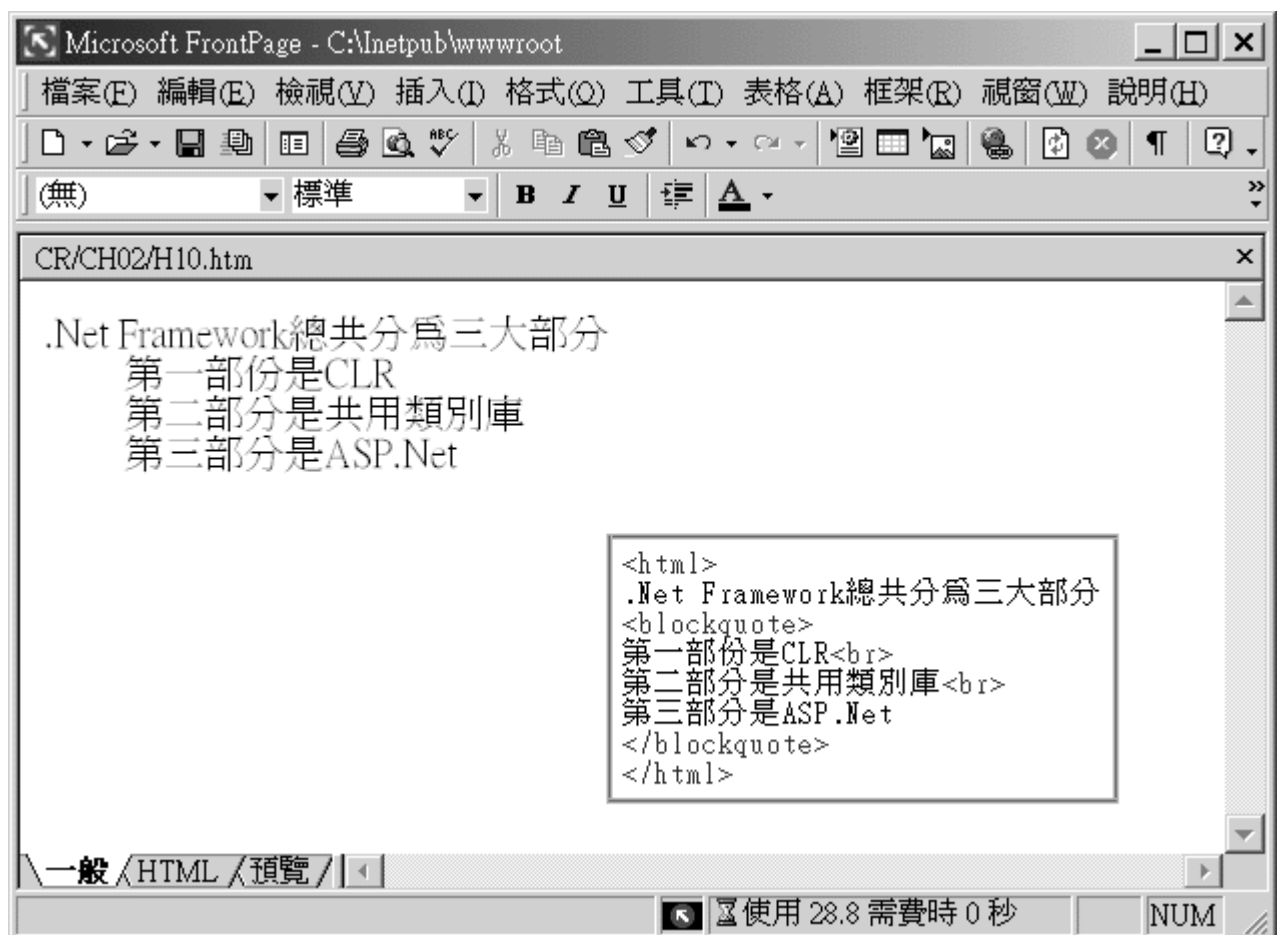 Microsoft FrontPage - C:\Inetpub\wwwroot
檔案(F) 編輯(E) 檢視(V) 插入(I) 格式(O) 工具(T) 表格(A) 框架(R) 視窗(W) 說明(H)
ABC
(無) 標準 B I U A
CR/CH02/H10.htm
.Net Framework總共分為三大部分
第一部份是CLR
第二部分是共用類別庫
第三部分是ASP.Net
<html>
.Net Framework總共分為三大部分
<blockquote>
第一部份是CLR<br>
第二部分是共用類別庫<br>
第三部分是ASP.Net
</blockquote>
</html>
一般 HTML 預覽
使用 28.8 需費時 0 秒 NUM